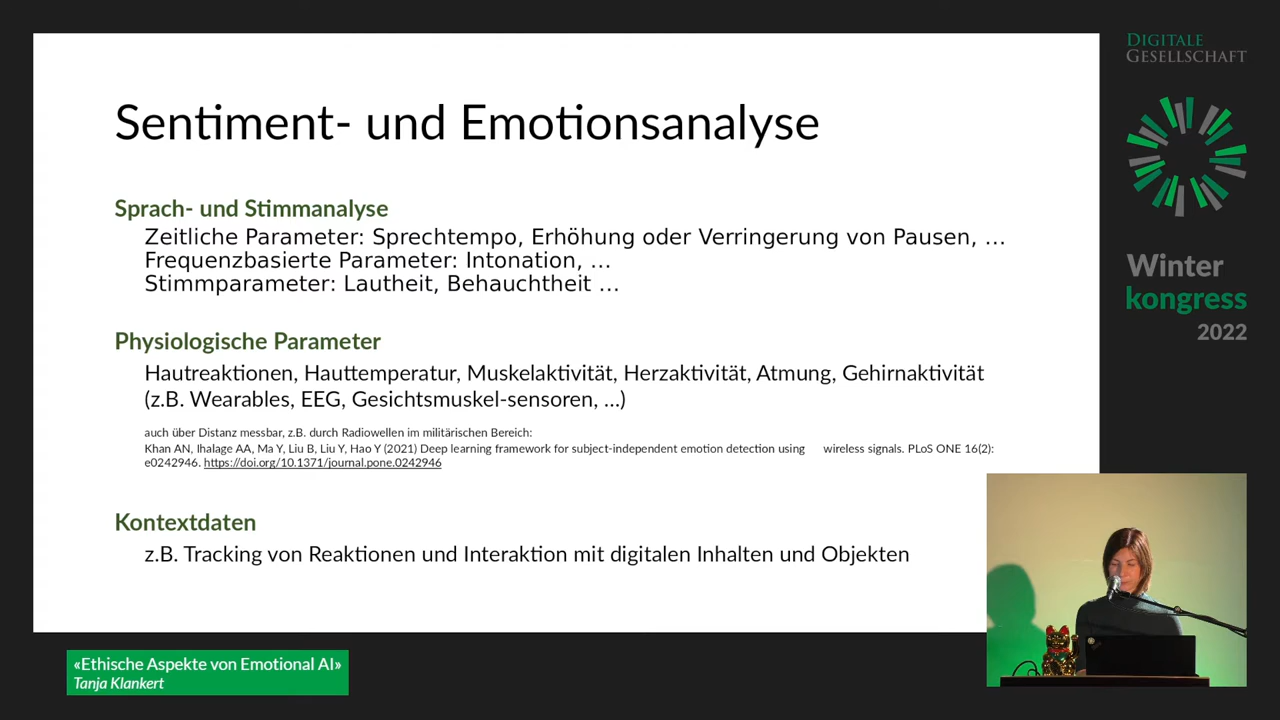 Sentiment- und Emotionsanalyse
Sprach- und Stimmanalyse
Zeitliche Parameter: Sprechtempo, Erhöhung oder Verringerung von Pausen, …
Frequenzbasierte Parameter: Intonation, …
Stimmparameter: Lautheit, Behauchtheit …
Physiologische Parameter
Hautreaktionen, Hauttemperatur, Muskelaktivität, Herzaktivität, Atmung, Gehirnaktivität
(z.B. Wearables, EEG, Gesichtsmuskel-sensoren, …)
auch über Distanz messbar, z.B. durch Radiowellen im militärischen Bereich:
Khan AN, Ihalage AA, Ma Y, Liu B, Liu Y, Hao Y (2021) Deep learning framework for subject-independent emotion detection using wireless signals. PLoS ONE 16(2):
e0242946. https://doi.org/10.1371/journal.pone.0242946
Kontextdaten
z.B. Tracking von Reaktionen und Interaktion mit digitalen Inhalten und Objekten
DIGITALE
GESELLSCHAFT
Winter
kongress
2022
«Ethische Aspekte von Emotional AI»
Tanja Klankert